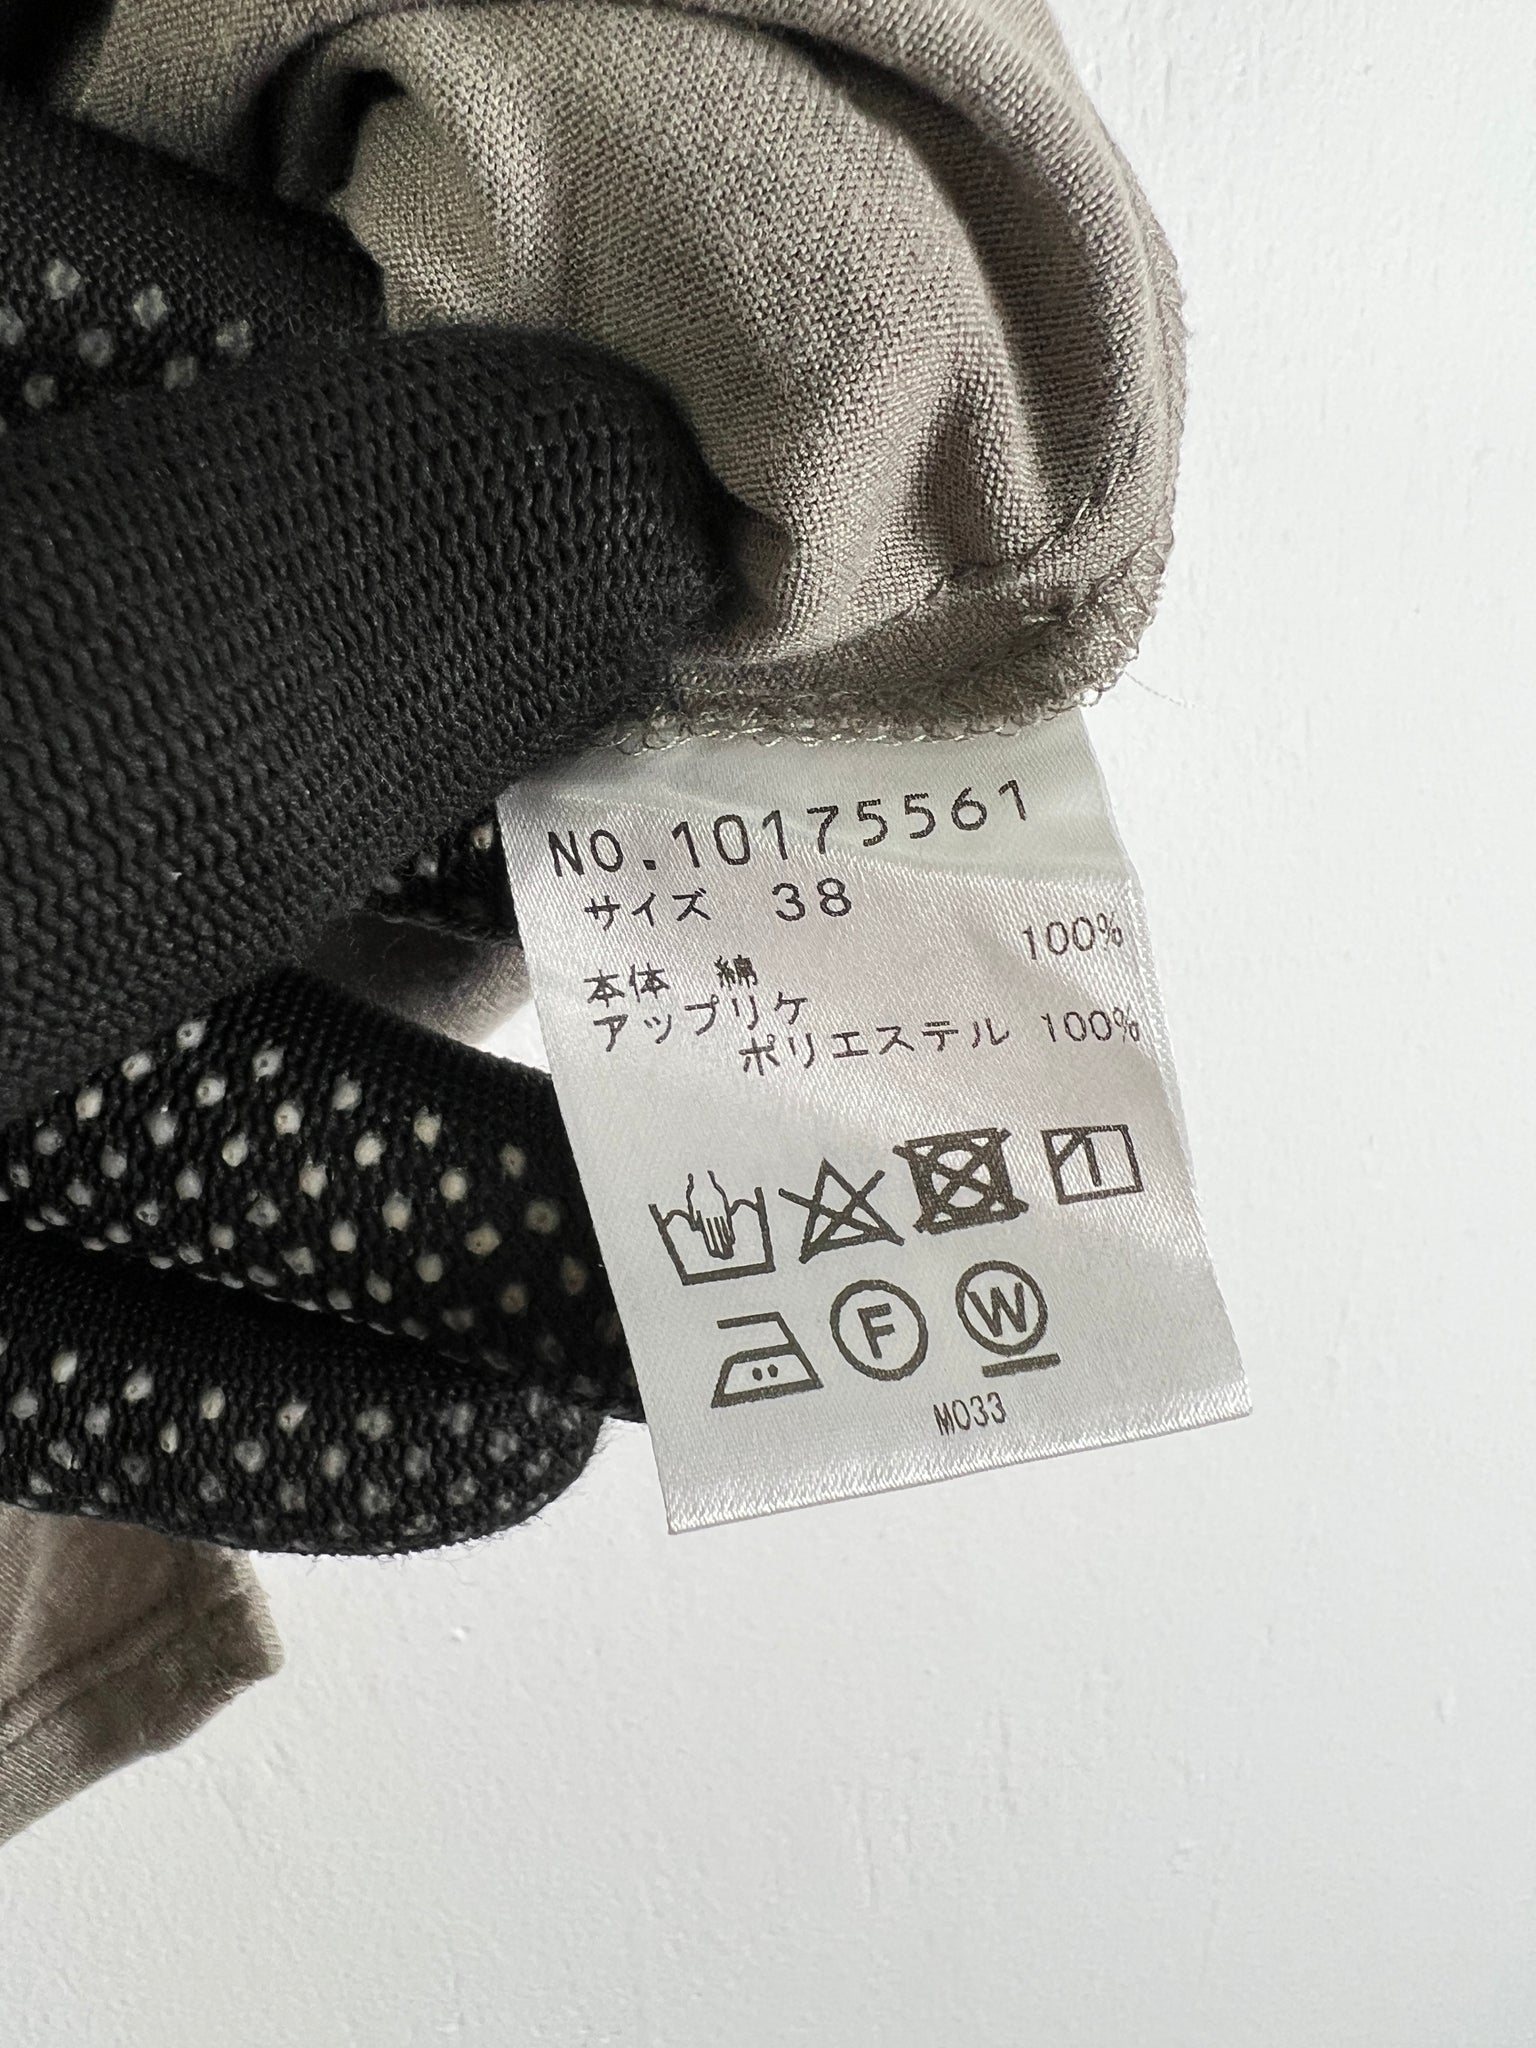 NO.10175561
サイズ 38
本体 綿 100%
アップリケ
ポリエステル 100%
1
F W
M033